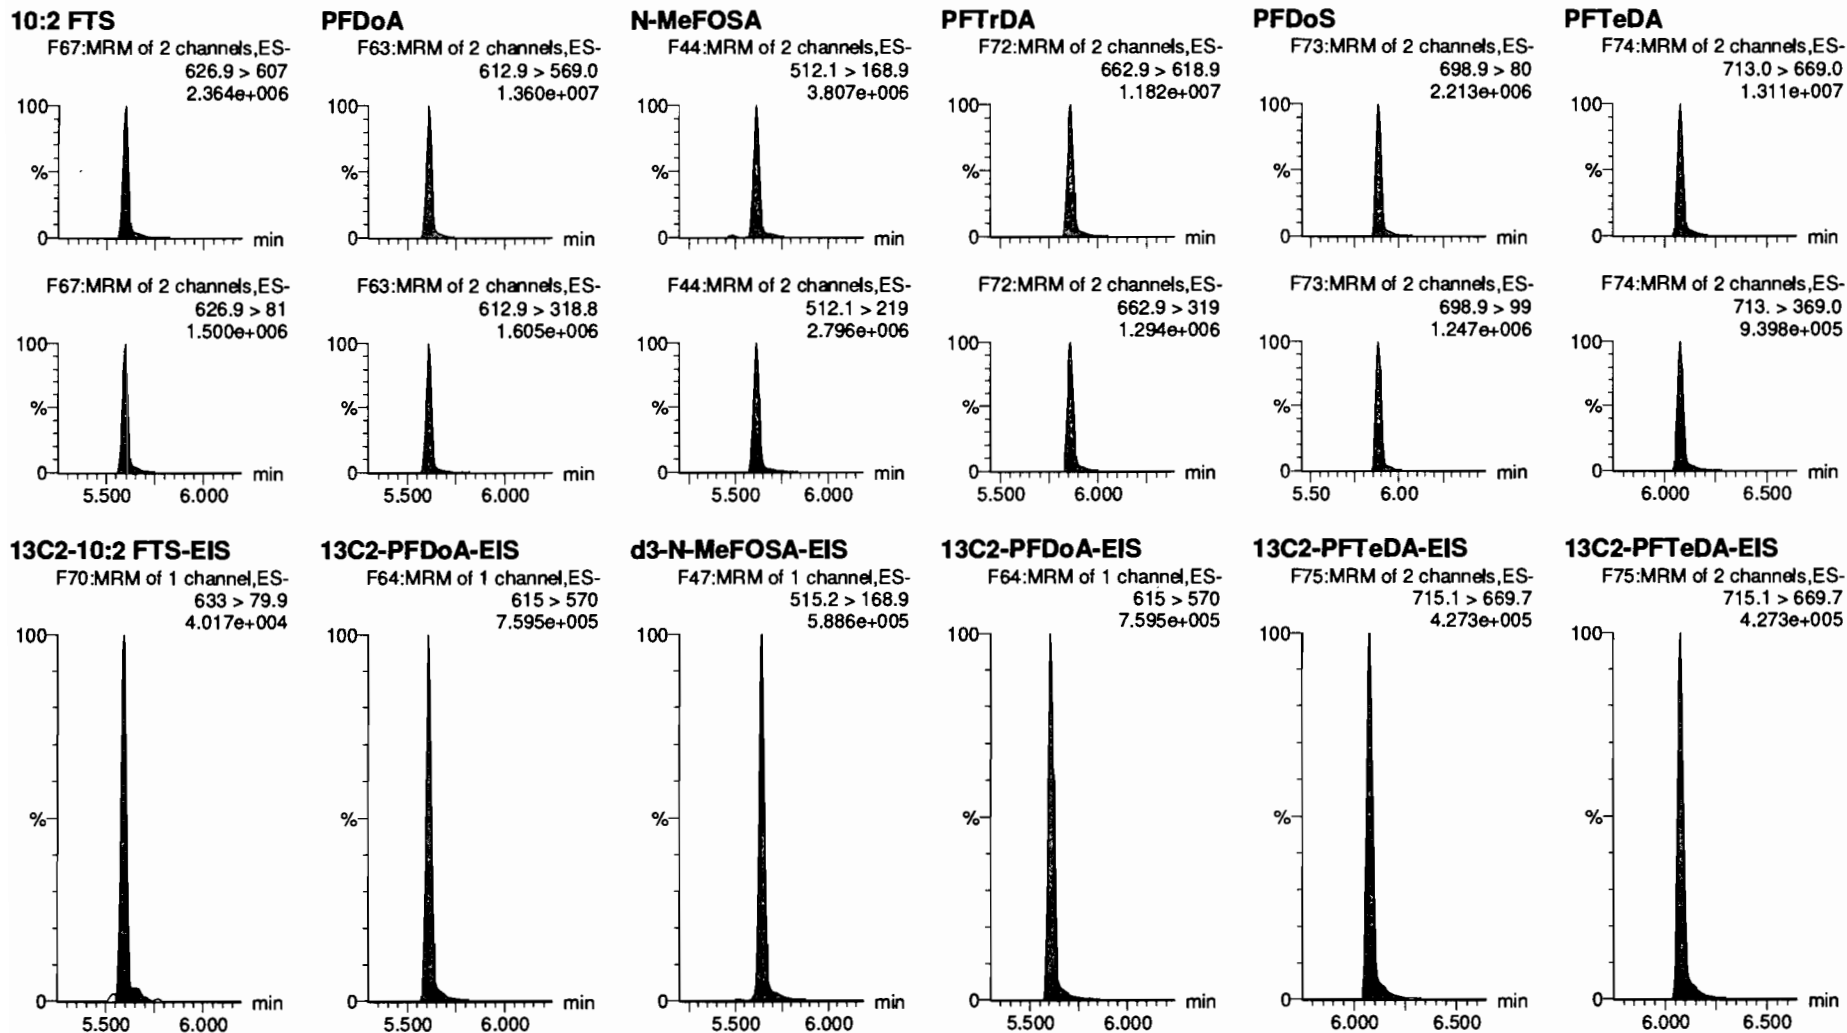 10:2 FTS
F67:MRM of 2 channels,ES-
626.9 > 607
2.364e+006
100
%
0
min
PFDoA
F63:MRM of 2 channels,ES-
612.9 > 569.0
1.360e+007
100
%
0
min
N-MeFOSA
F44:MRM of 2 channels,ES-
512.1 > 168.9
3.807e+006
100
%
0
min
PFTrDA
F72:MRM of 2 channels,ES-
662.9 > 618.9
1.182e+007
100
%
0
min
PFDoS
F73:MRM of 2 channels,ES-
698.9 > 80
2.213e+006
100
%
0
min
PFTeDA
F74:MRM of 2 channels,ES-
713.0 > 669.0
1.311e+007
100
%
0
min
F67:MRM of 2 channels,ES-
626.9 > 81
1.500e+006
100
%
0
min
5.500 6.000
F63:MRM of 2 channels,ES-
612.9 > 318.8
1.605e+006
100
%
0
min
5.500 6.000
F44:MRM of 2 channels,ES-
512.1 > 219
2.796e+006
100
%
0
min
5.500 6.000
F72:MRM of 2 channels,ES-
662.9 > 319
1.294e+006
100
%
0
min
5.500 6.000
F73:MRM of 2 channels,ES-
698.9 > 99
1.247e+006
100
%
0
min
5.50 6.00
F74:MRM of 2 channels,ES-
713. > 369.0
9.398e+005
100
%
0
min
6.000 6.500
13C2-10:2 FTS-EIS
F70:MRM of 1 channel,ES-
633 > 79.9
4.017e+004
100
%
0
min
5.500 6.000
13C2-PFDoA-EIS
F64:MRM of 1 channel,ES-
615 > 570
7.595e+005
100
%
0
min
5.500 6.000
d3-N-MeFOSA-EIS
F47:MRM of 1 channel,ES-
515.2 > 168.9
5.886e+005
100
%
0
min
5.500 6.000
13C2-PFDoA-EIS
F64:MRM of 1 channel,ES-
615 > 570
7.595e+005
100
%
0
min
5.500 6.000
13C2-PFTeDA-EIS
F75:MRM of 2 channels,ES-
715.1 > 669.7
4.273e+005
100
%
0
min
6.000 6.500
13C2-PFTeDA-EIS
F75:MRM of 2 channels,ES-
715.1 > 669.7
4.273e+005
100
%
0
min
6.000 6.500